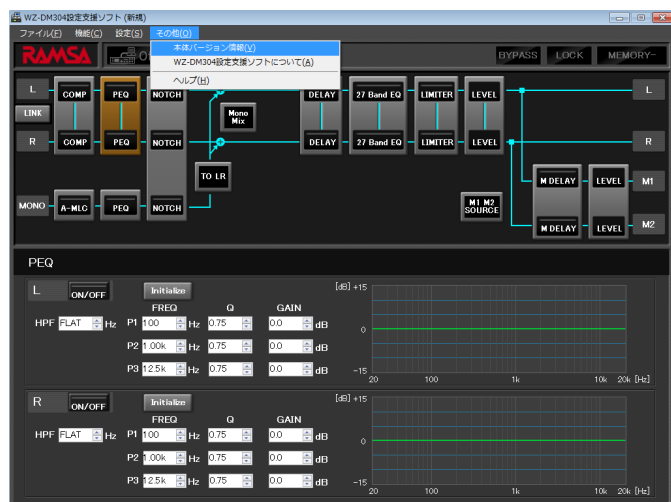 WZ-DM304設定支援ソフト (新規)
ファイル(F) 機能(C) 設定(S) その他(O)
本体バージョン情報(V)
WZ-DM304設定支援ソフトについて(A)
ヘルプ(H)
RAMSA BYPASS LOCK MEMORY--
L COMP PEQ NOTCH DELAY 27 Band EQ LIMITER LEVEL L
LINK
Mono Mix
R COMP PEQ NOTCH DELAY 27 Band EQ LIMITER LEVEL R
TO LR
M DELAY LEVEL M1
MONO A-MLC PEQ NOTCH
M1 M2 SOURCE
M DELAY LEVEL M2
PEQ
L ON/OFF Initialize
FREQ Q GAIN
HPF FLAT Hz P1 100 Hz 0.75 0.0 dB
P2 1.00k Hz 0.75 0.0 dB
P3 12.5k Hz 0.75 0.0 dB
[dB] +15
0
-15
20 100 1k 10k 20k [Hz]
R ON/OFF Initialize
FREQ Q GAIN
HPF FLAT Hz P1 100 Hz 0.75 0.0 dB
P2 1.00k Hz 0.75 0.0 dB
P3 12.5k Hz 0.75 0.0 dB
[dB] +15
0
-15
20 100 1k 10k 20k [Hz]